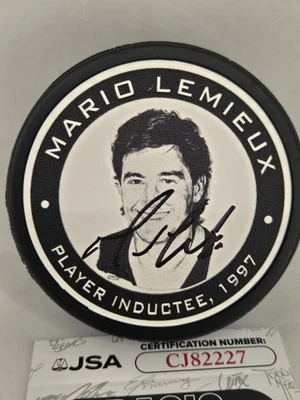 MARIO LEMIEUX
PLAYER INDUCTEE, 1997
CERTIFICATION NUMBER:
JSA CJ82227